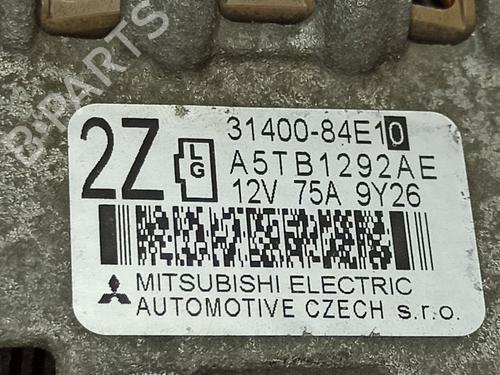 B-PARTS
2Z
L
G
31400-84E10
A5TB1292AE
12V 75A 9Y26
MITSUBISHI ELECTRIC
AUTOMOTIVE CZECH s.r.o.